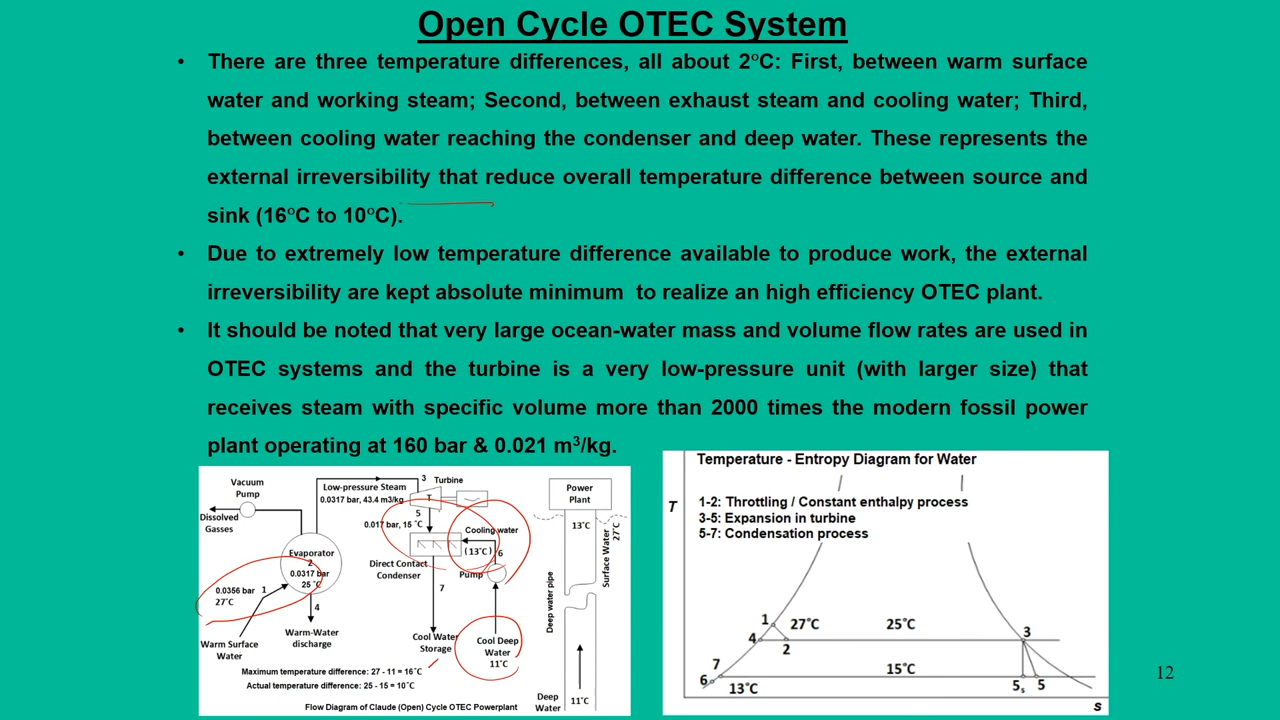 Open Cycle OTEC System
• There are three temperature differences, all about 2°C: First, between warm surface
water and working steam; Second, between exhaust steam and cooling water; Third,
between cooling water reaching the condenser and deep water. These represents the
external irreversibility that reduce overall temperature difference between source and
sink (16°C to 10°C).
• Due to extremely low temperature difference available to produce work, the external
irreversibility are kept absolute minimum to realize an high efficiency OTEC plant.
• It should be noted that very large ocean-water mass and volume flow rates are used in
OTEC systems and the turbine is a very low-pressure unit (with larger size) that
receives steam with specific volume more than 2000 times the modern fossil power
plant operating at 160 bar & 0.021 m³/kg.
Vacuum
Pump
Dissolved
Gasses
Low-pressure Steam
0.0317 bar, 43.4 m3/kg
3
Turbine
T
5
0.017 bar, 15 ˚C
Cooling water
(13˚C)
6
Evaporator
2
0.0317 bar
25 ˚C
Direct Contact
Condenser
Pump
0.0356 bar
27˚C
1
7
4
Warm Surface
Water
Warm-Water
discharge
Cool Water
Storage
Cool Deep
Water
11˚C
Maximum temperature difference: 27 - 11 = 16˚C
Actual temperature difference: 25 - 15 = 10˚C
Flow Diagram of Claude (Open) Cycle OTEC Powerplant
Power
Plant
13˚C
Surface Water
27˚C
Deep water pipe
Deep
Water
11˚C
Temperature - Entropy Diagram for Water
T
1-2: Throttling / Constant enthalpy process
3-5: Expansion in turbine
5-7: Condensation process
1
27˚C
25˚C
3
4
2
7
15˚C
6
13˚C
5s
5
s
12